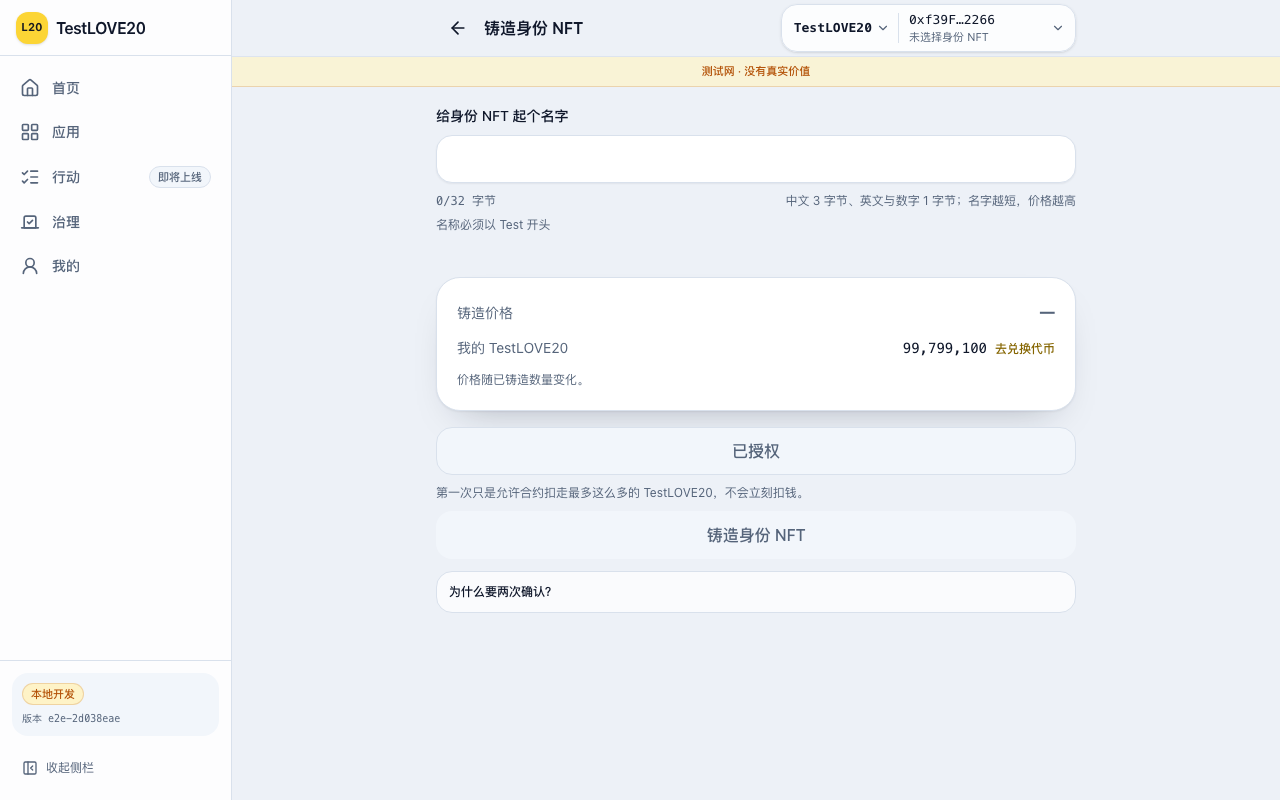 L20 TestLOVE20
首页
应用
行动 即将上线
治理
我的
本地开发
版本 e2e-2d038eae
收起侧栏
铸造身份 NFT
TestLOVE20
0xf39F…2266
未选择身份 NFT
测试网 · 没有真实价值
给身份 NFT 起个名字
0/32 字节 中文 3 字节、英文与数字 1 字节；名字越短，价格越高
名称必须以 Test 开头
铸造价格 —
我的 TestLOVE20 99,799,100 去兑换代币
价格随已铸造数量变化。
已授权
第一次只是允许合约扣走最多这么多的 TestLOVE20，不会立刻扣钱。
铸造身份 NFT
为什么要两次确认?